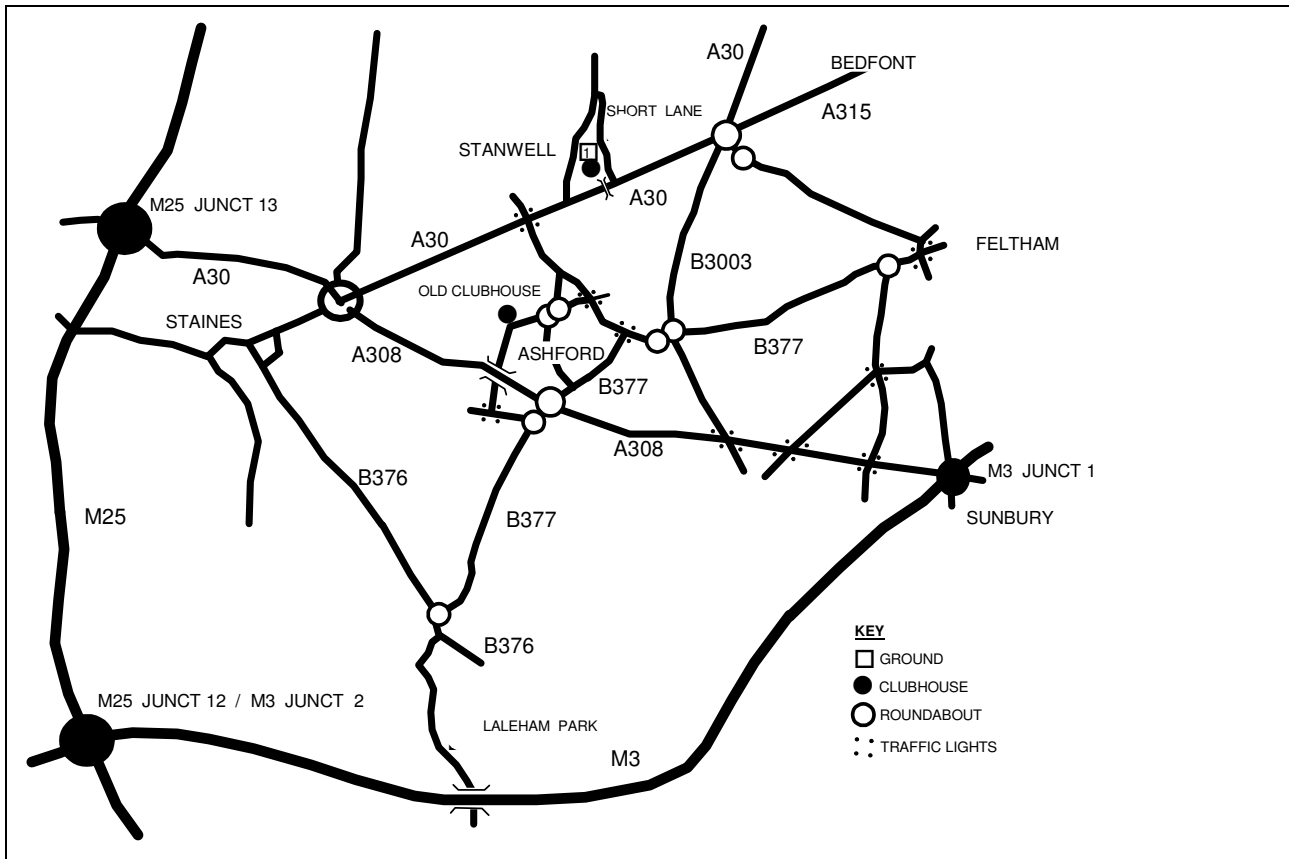 A30
BEDFONT
SHORT LANE
A315
STANWELL
1
A30
M25 JUNCT 13
A30
B3003
FELTHAM
A30
OLD CLUBHOUSE
STAINES
A308
ASHFORD
B377
B377
A308
B376
M3 JUNCT 1
M25
B377
SUNBURY
KEY
B376
GROUND
CLUBHOUSE
M25 JUNCT 12 / M3 JUNCT 2
ROUNDABOUT
LALEHAM PARK
TRAFFIC LIGHTS
M3